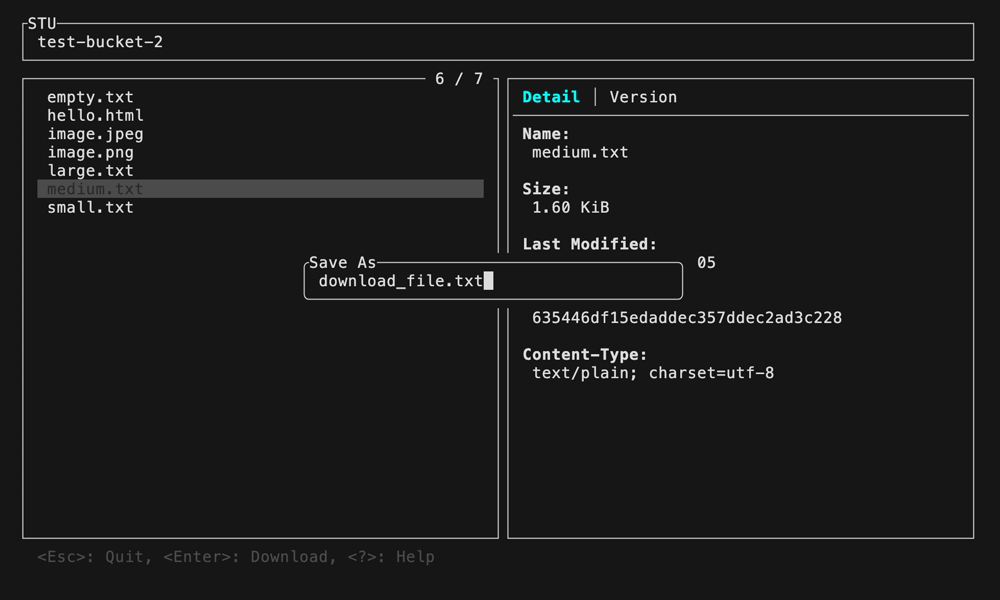 STU
test-bucket-2
6 / 7
empty.txt
hello.html
image.jpeg
image.png
large.txt
medium.txt
small.txt
Detail │ Version
Name:
medium.txt
Size:
1.60 KiB
Last Modified:
05
Save As
download_file.txt
635446df15edaddec357ddec2ad3c228
Content-Type:
text/plain; charset=utf-8
<Esc>: Quit, <Enter>: Download, <?>: Help